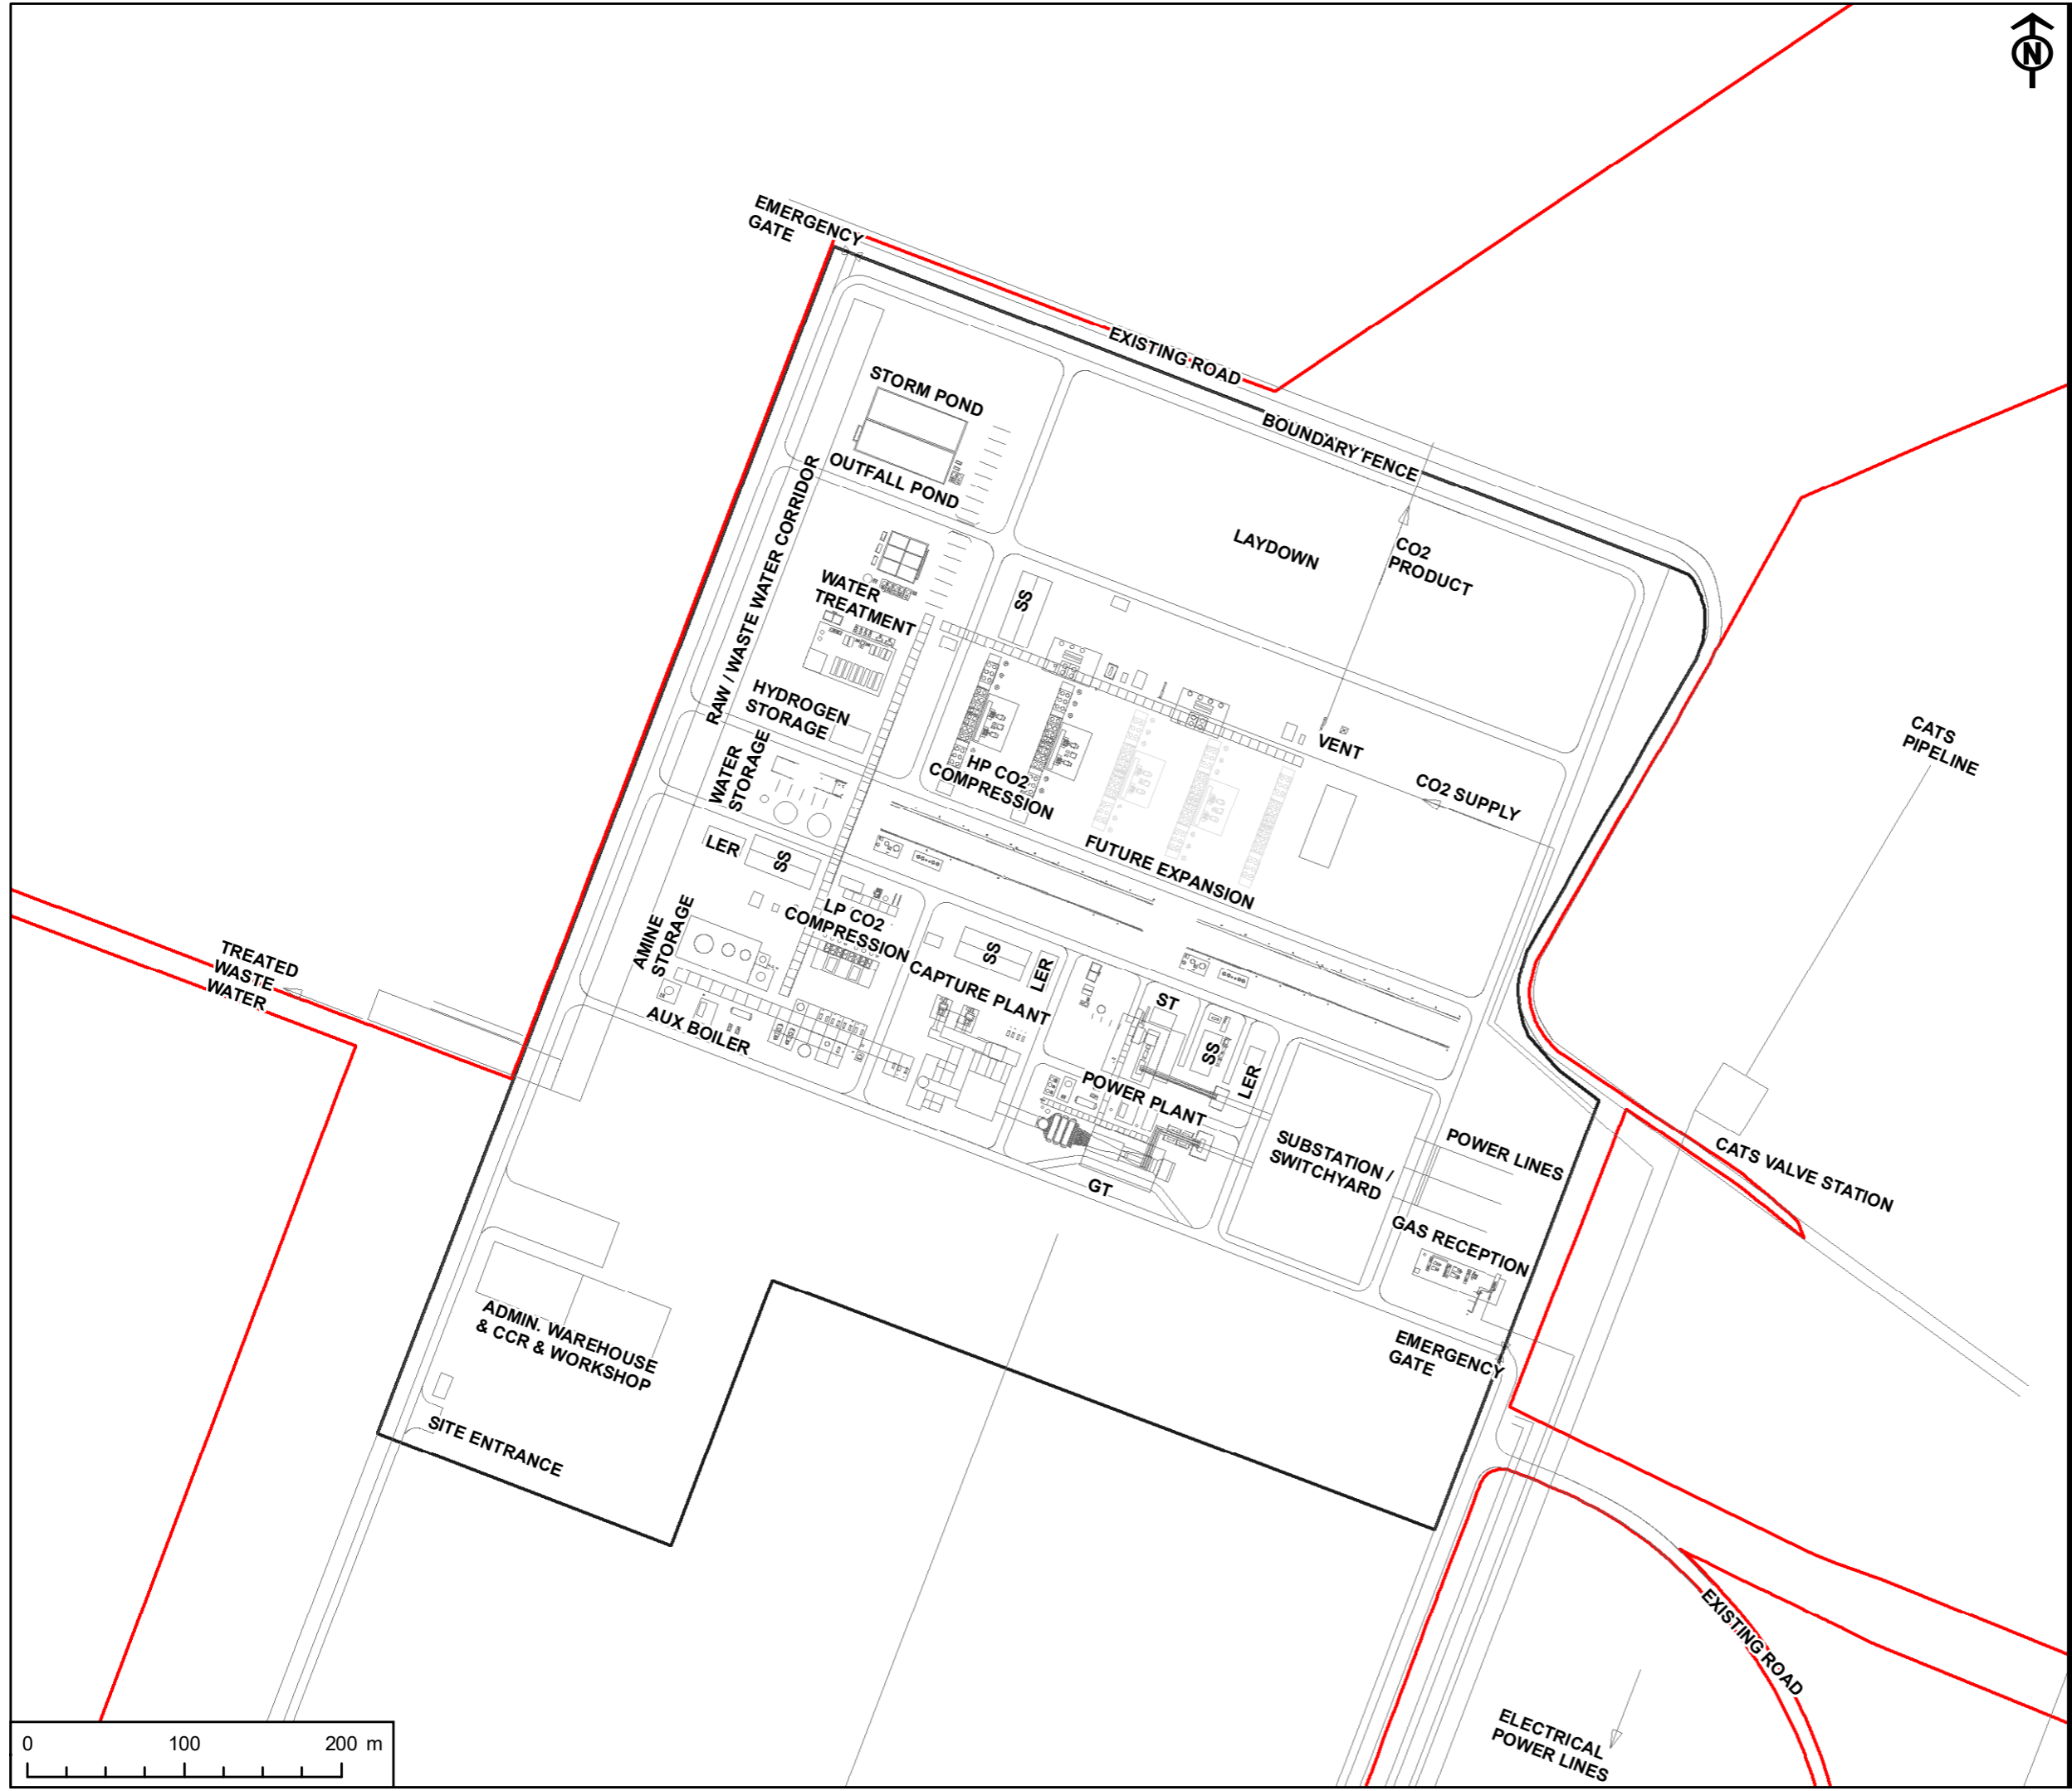 N
EMERGENCY
GATE
EXISTING ROAD
STORM POND
BOUNDARY FENCE
OUTFALL POND
RAW / WASTE WATER CORRIDOR
LAYDOWN
CO2
PRODUCT
WATER
TREATMENT
SS
HYDROGEN
STORAGE
VENT
CATS
PIPELINE
WATER
STORAGE
HP CO2
COMPRESSION
CO2 SUPPLY
LER
SS
FUTURE EXPANSION
AMINE
STORAGE
LP CO2
COMPRESSION
SS
LER
CAPTURE PLANT
TREATED
WASTE
WATER
AUX BOILER
ST
SS
LER
POWER PLANT
SUBSTATION /
SWITCHYARD
POWER LINES
CATS VALVE STATION
GT
GAS RECEPTION
ADMIN. WAREHOUSE
& CCR & WORKSHOP
EMERGENCY
GATE
SITE ENTRANCE
EXISTING ROAD
ELECTRICAL
POWER LINES
0 100 200 m